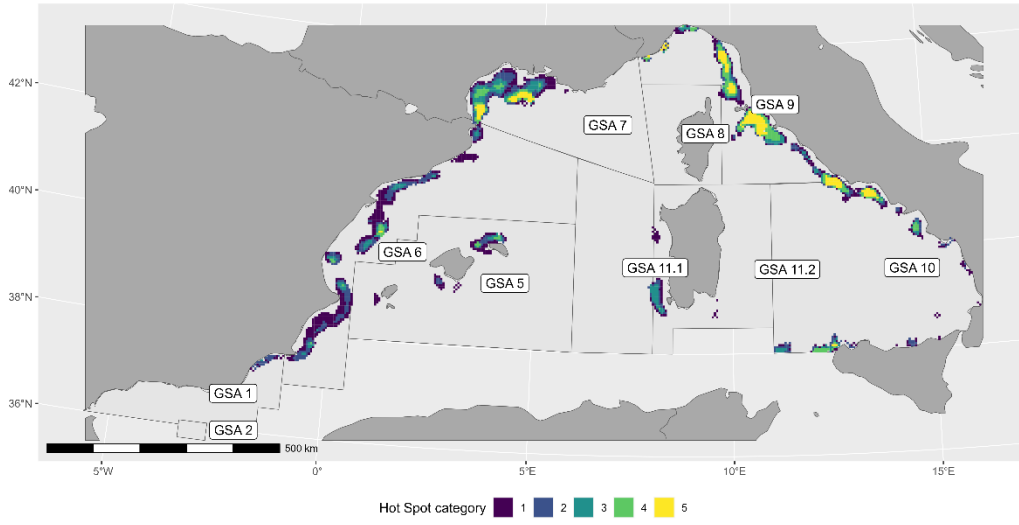 42°N
40°N
38°N
36°N
34°N
GSA 9
GSA 7
GSA 8
GSA 6
GSA 5
GSA 11.1
GSA 11.2
GSA 10
GSA 1
GSA 2
500 km
5°W
0°
5°E
10°E
15°E
Hot Spot category 1 2 3 4 5